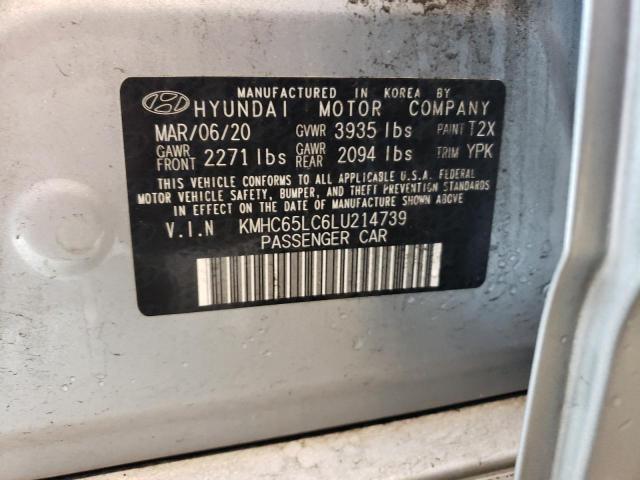 MANUFACTURED IN KOREA BY
HYUNDAI MOTOR COMPANY
MAR/06/20 GVWR 3935 lbs PAINT T2X
GAWR FRONT 2271 lbs GAWR REAR 2094 lbs TRIM YPK
THIS VEHICLE CONFORMS TO ALL APPLICABLE U.S.A. FEDERAL
MOTOR VEHICLE SAFETY, BUMPER, AND THEFT PREVENTION STANDARDS
IN EFFECT ON THE DATE OF MANUFACTURE SHOWN ABOVE
V.I.N KMHC65LC6LU214739
PASSENGER CAR